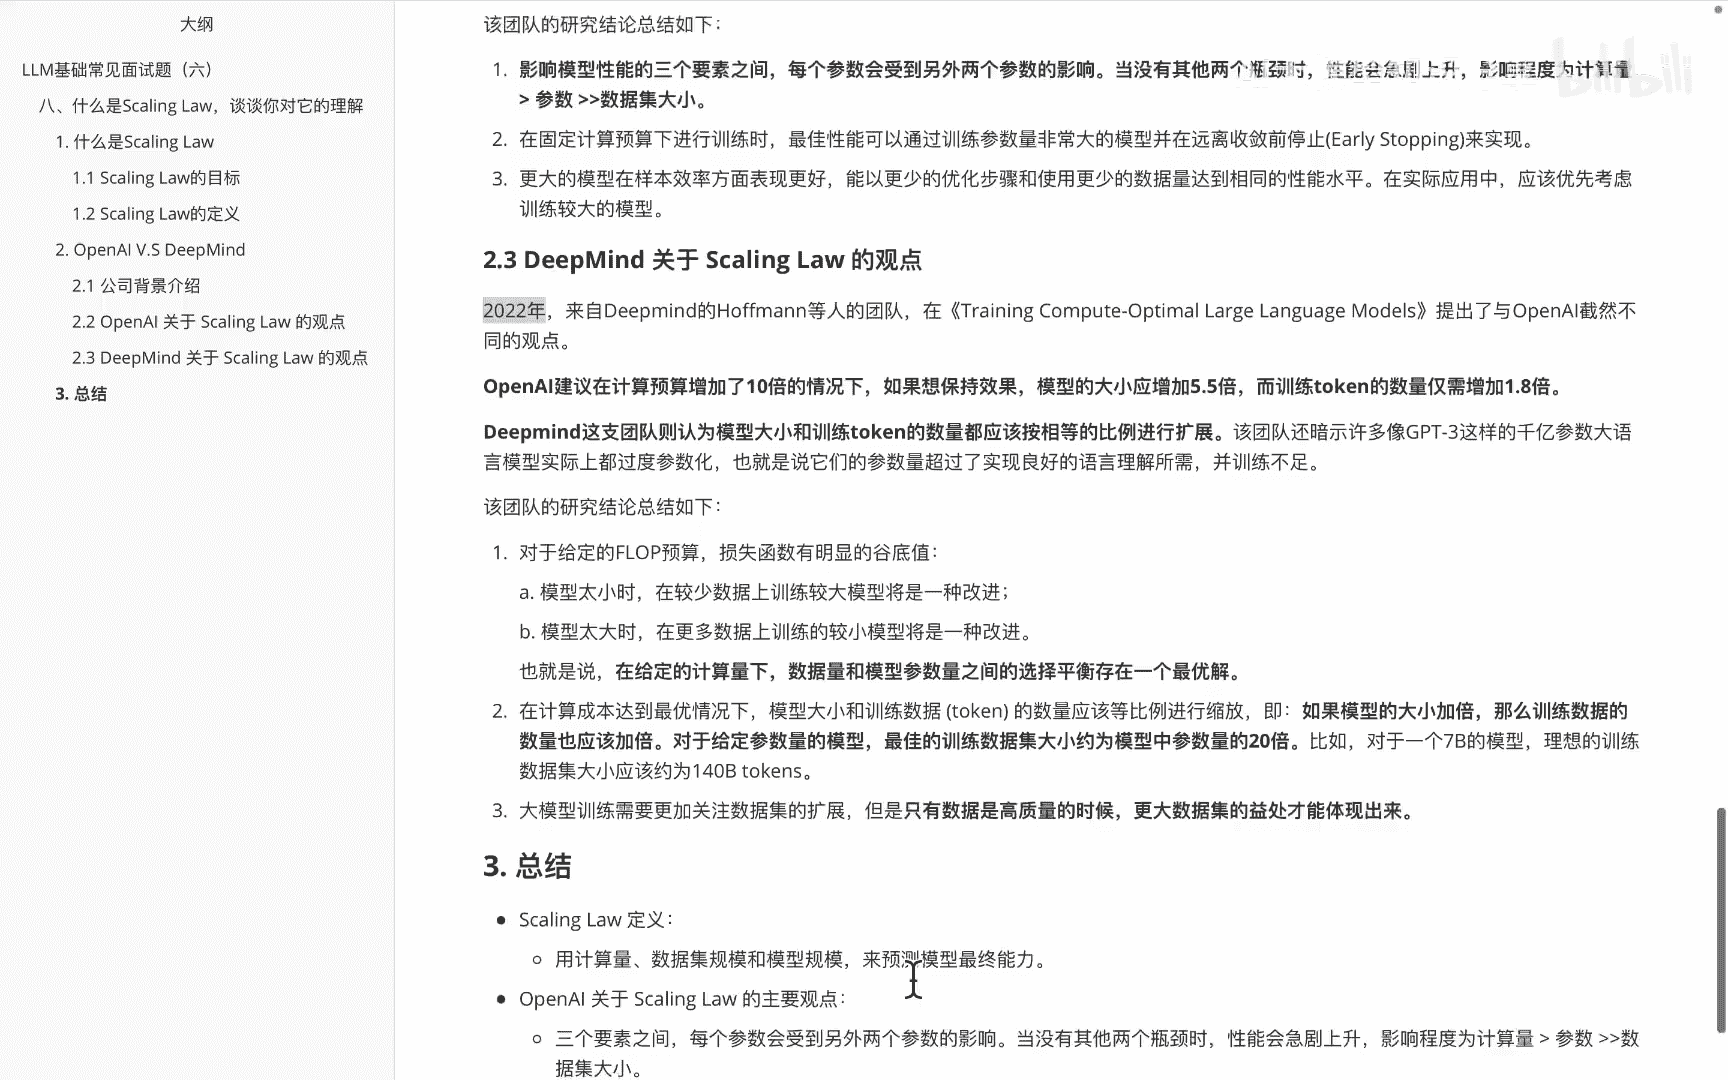 大纲
LLM基础常见面试题（六）
八、什么是Scaling Law，谈谈你对它的理解
1. 什么是Scaling Law
1.1 Scaling Law的目标
1.2 Scaling Law的定义
2. OpenAI V.S DeepMind
2.1 公司背景介绍
2.2 OpenAI 关于 Scaling Law 的观点
2.3 DeepMind 关于 Scaling Law 的观点
3. 总结
该团队的研究结论总结如下：
1. 影响模型性能的三个要素之间，每个参数会受到另外两个参数的影响。当没有其他两个瓶颈时，性能会急剧上升，影响程度为计算量
> 参数 >>数据集大小。
2. 在固定计算预算下进行训练时，最佳性能可以通过训练参数量非常大的模型并在远离收敛前停止(Early Stopping)来实现。
3. 更大的模型在样本效率方面表现更好，能以更少的优化步骤和使用更少的数据量达到相同的性能水平。在实际应用中，应该优先考虑
训练较大的模型。
2.3 DeepMind 关于 Scaling Law 的观点
2022年，来自Deepmind的Hoffmann等人的团队，在《Training Compute-Optimal Large Language Models》提出了与OpenAI截然不
同的观点。
OpenAI建议在计算预算增加了10倍的情况下，如果想保持效果，模型的大小应增加5.5倍，而训练token的数量仅需增加1.8倍。
Deepmind这支团队则认为模型大小和训练token的数量都应该按相等的比例进行扩展。该团队还暗示许多像GPT-3这样的千亿参数大语
言模型实际上都过度参数化，也就是说它们的参数量超过了实现良好的语言理解所需，并训练不足。
该团队的研究结论总结如下：
1. 对于给定的FLOP预算，损失函数有明显的谷底值：
a. 模型太小时，在较少数据上训练较大模型将是一种改进；
b. 模型太大时，在更多数据上训练的较小模型将是一种改进。
也就是说，在给定的计算量下，数据量和模型参数量之间的选择平衡存在一个最优解。
2. 在计算成本达到最优情况下，模型大小和训练数据 (token) 的数量应该等比例进行缩放，即：如果模型的大小加倍，那么训练数据的
数量也应该加倍。对于给定参数量的模型，最佳的训练数据集大小约为模型中参数量的20倍。比如，对于一个7B的模型，理想的训练
数据集大小应该约为140B tokens。
3. 大模型训练需要更加关注数据集的扩展，但是只有数据是高质量的时候，更大数据集的益处才能体现出来。
3. 总结
Scaling Law 定义：
用计算量、数据集规模和模型规模，来预测模型最终能力。
OpenAI 关于 Scaling Law 的主要观点：
三个要素之间，每个参数会受到另外两个参数的影响。当没有其他两个瓶颈时，性能会急剧上升，影响程度为计算量 > 参数 >>数
据集大小。
bilibili